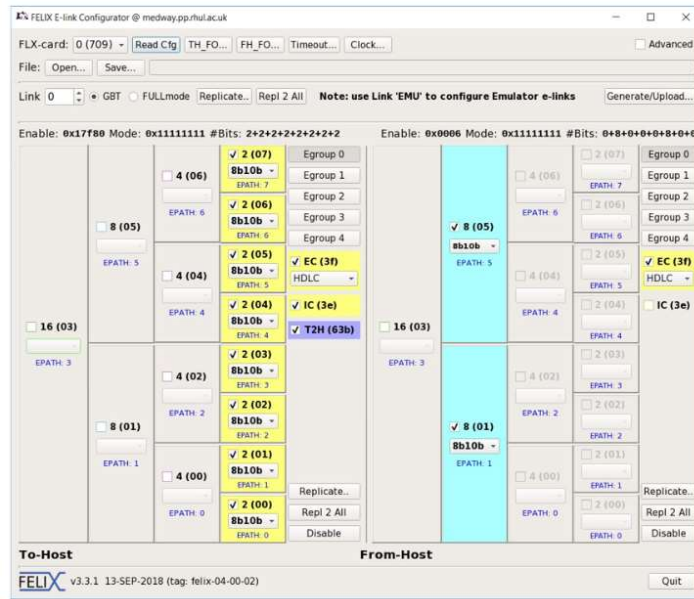 FELIX E-link Configurator @ medway.pp.rhul.ac.uk
FLX-card: 0 (709) Read Cfg TH_FO... FH_FO... Timeout... Clock... Advanced
File: Open... Save...
Link 0 GBT FULLmode Replicate.. Repl 2 All Note: use Link 'EMU' to configure Emulator e-links Generate/Upload...
Enable: 0x17f80 Mode: 0x11111111 #Bits: 2+2+2+2+2+2+2+2
16 (03)
EPATH: 3
8 (05)
EPATH: 5
8 (01)
EPATH: 1
4 (06)
EPATH: 6
4 (04)
EPATH: 4
4 (02)
EPATH: 2
4 (00)
EPATH: 0
2 (07)
8b10b
EPATH: 7
2 (06)
8b10b
EPATH: 6
2 (05)
8b10b
EPATH: 5
2 (04)
8b10b
EPATH: 4
2 (03)
8b10b
EPATH: 3
2 (02)
8b10b
EPATH: 2
2 (01)
8b10b
EPATH: 1
2 (00)
8b10b
EPATH: 0
Egroup 0
Egroup 1
Egroup 2
Egroup 3
Egroup 4
EC (3f)
HDLC
IC (3e)
T2H (63b)
Replicate..
Repl 2 All
Disable
To-Host
Enable: 0x0006 Mode: 0x11111111 #Bits: 0+8+0+0+0+8+0+0
16 (03)
EPATH: 3
8 (05)
8b10b
EPATH: 5
8 (01)
8b10b
EPATH: 1
4 (06)
EPATH: 6
4 (04)
EPATH: 4
4 (02)
EPATH: 2
4 (00)
EPATH: 0
2 (07)
EPATH: 7
2 (06)
EPATH: 6
2 (05)
EPATH: 5
2 (04)
EPATH: 4
2 (03)
EPATH: 3
2 (02)
EPATH: 2
2 (01)
EPATH: 1
2 (00)
EPATH: 0
Egroup 0
Egroup 1
Egroup 2
Egroup 3
Egroup 4
EC (3f)
HDLC
IC (3e)
Replicate..
Repl 2 All
Disable
From-Host
FELIX v3.3.1 13-SEP-2018 (tag: felix-04-00-02) Quit